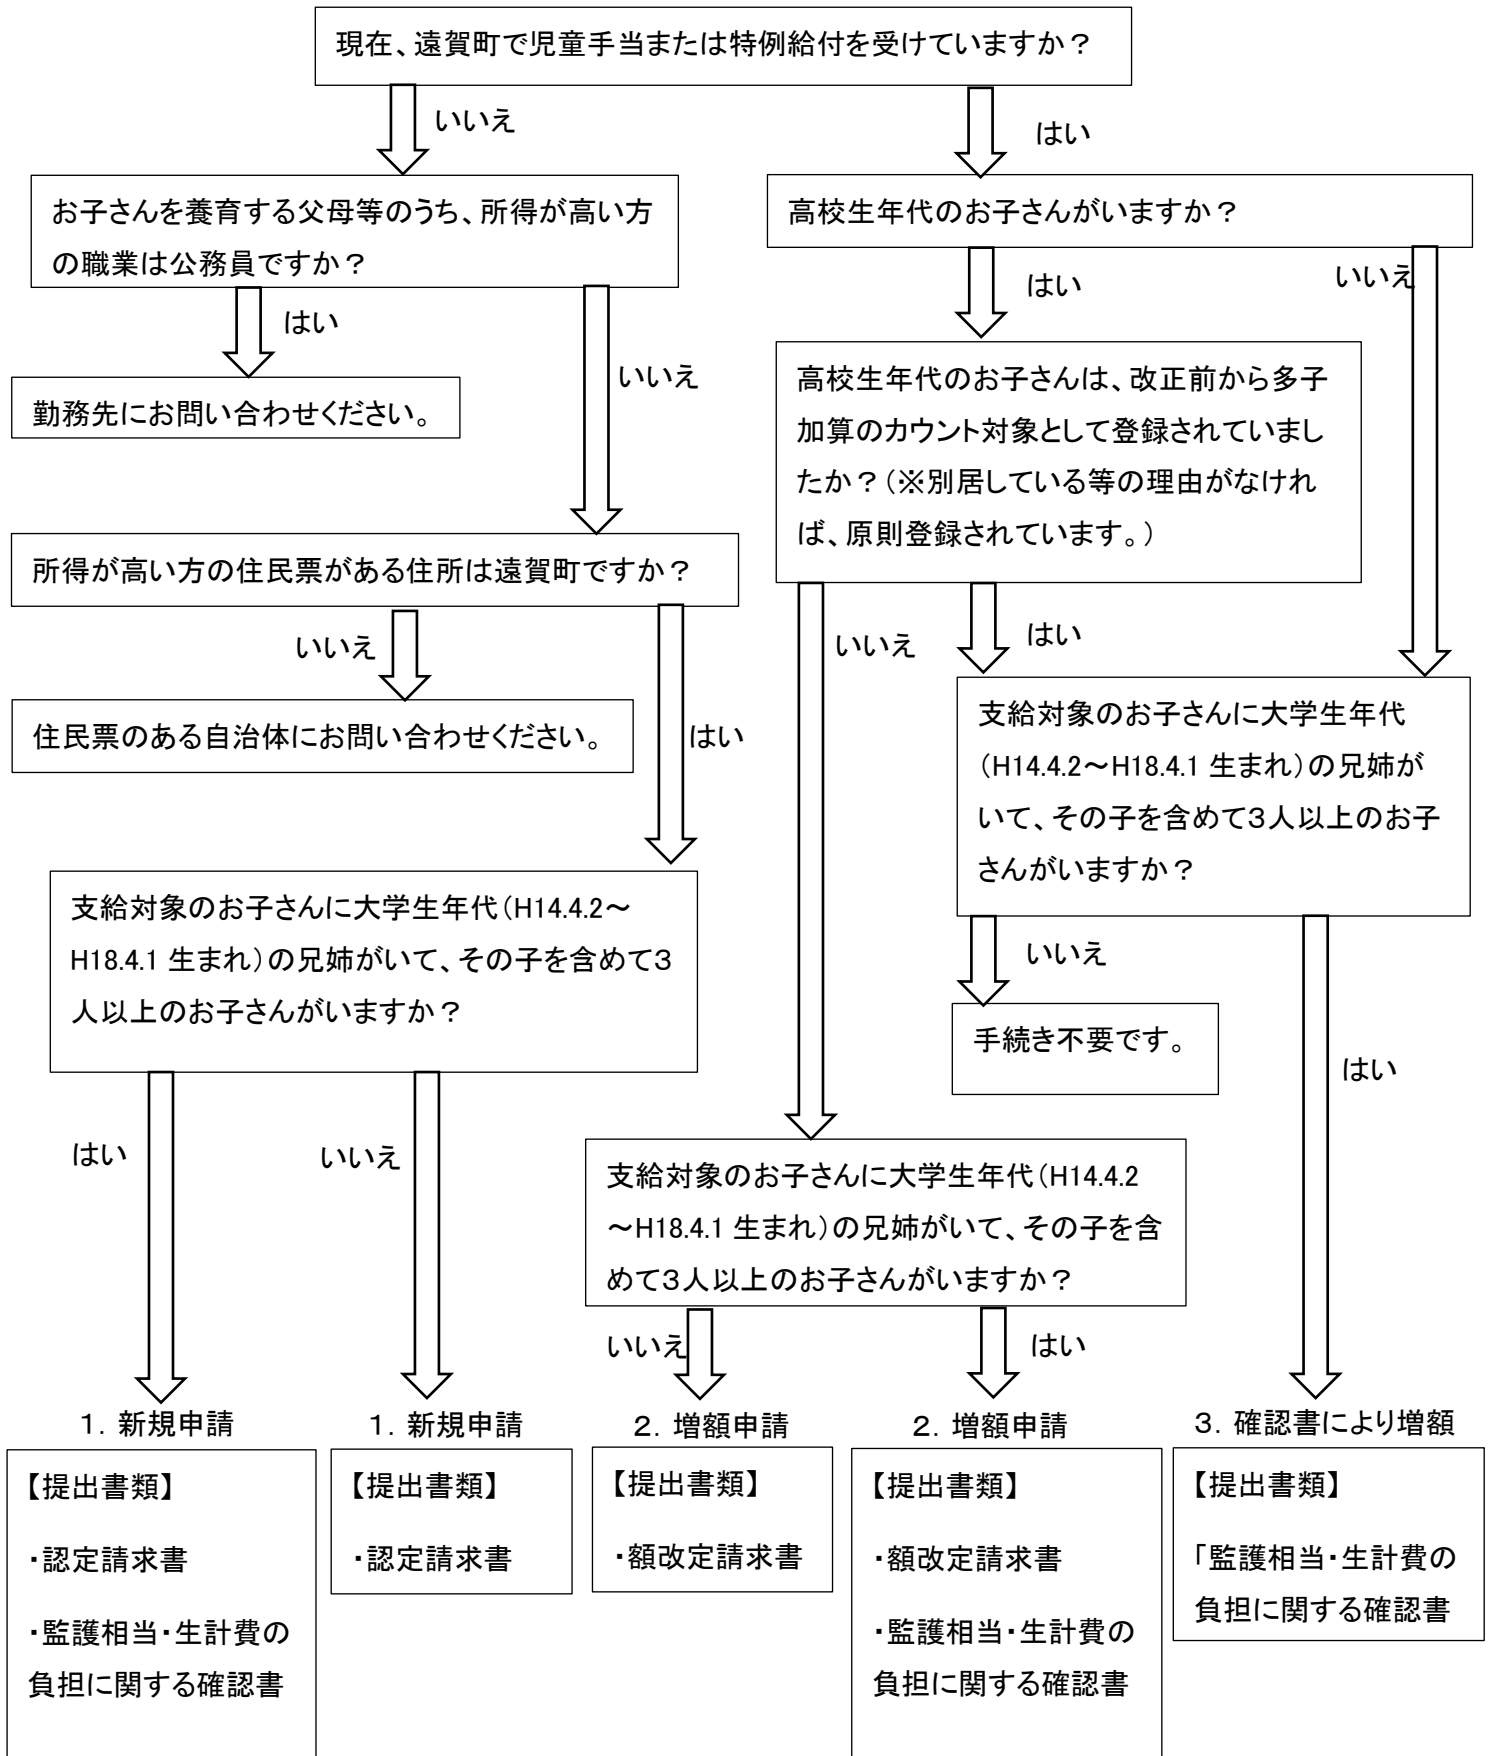 現在、遠賀町で児童手当または特例給付を受けていますか？
いいえ
はい
お子さんを養育する父母等のうち、所得が高い方
の職業は公務員ですか？
高校生年代のお子さんがいますか？
はい
いいえ
はい
いいえ
勤務先にお問い合わせください。
高校生年代のお子さんは、改正前から多子
加算のカウント対象として登録されていまし
たか？（※別居している等の理由がなけれ
ば、原則登録されています。）
所得が高い方の住民票がある住所は遠賀町ですか？
いいえ
はい
いいえ
はい
住民票のある自治体にお問い合わせください。
支給対象のお子さんに大学生年代
（H14.4.2～H18.4.1 生まれ）の兄姉が
いて、その子を含めて３人以上のお子
さんがいますか？
支給対象のお子さんに大学生年代（H14.4.2～
H18.4.1 生まれ）の兄姉がいて、その子を含めて３
人以上のお子さんがいますか？
いいえ
手続き不要です。
はい
はい
いいえ
支給対象のお子さんに大学生年代（H14.4.2
～H18.4.1 生まれ）の兄姉がいて、その子を含
めて３人以上のお子さんがいますか？
いいえ
はい
１．新規申請
【提出書類】
・認定請求書
・監護相当・生計費の
負担に関する確認書
１．新規申請
【提出書類】
・認定請求書
２．増額申請
【提出書類】
・額改定請求書
２．増額申請
【提出書類】
・額改定請求書
・監護相当・生計費の
負担に関する確認書
３．確認書により増額
【提出書類】
「監護相当・生計費の
負担に関する確認書